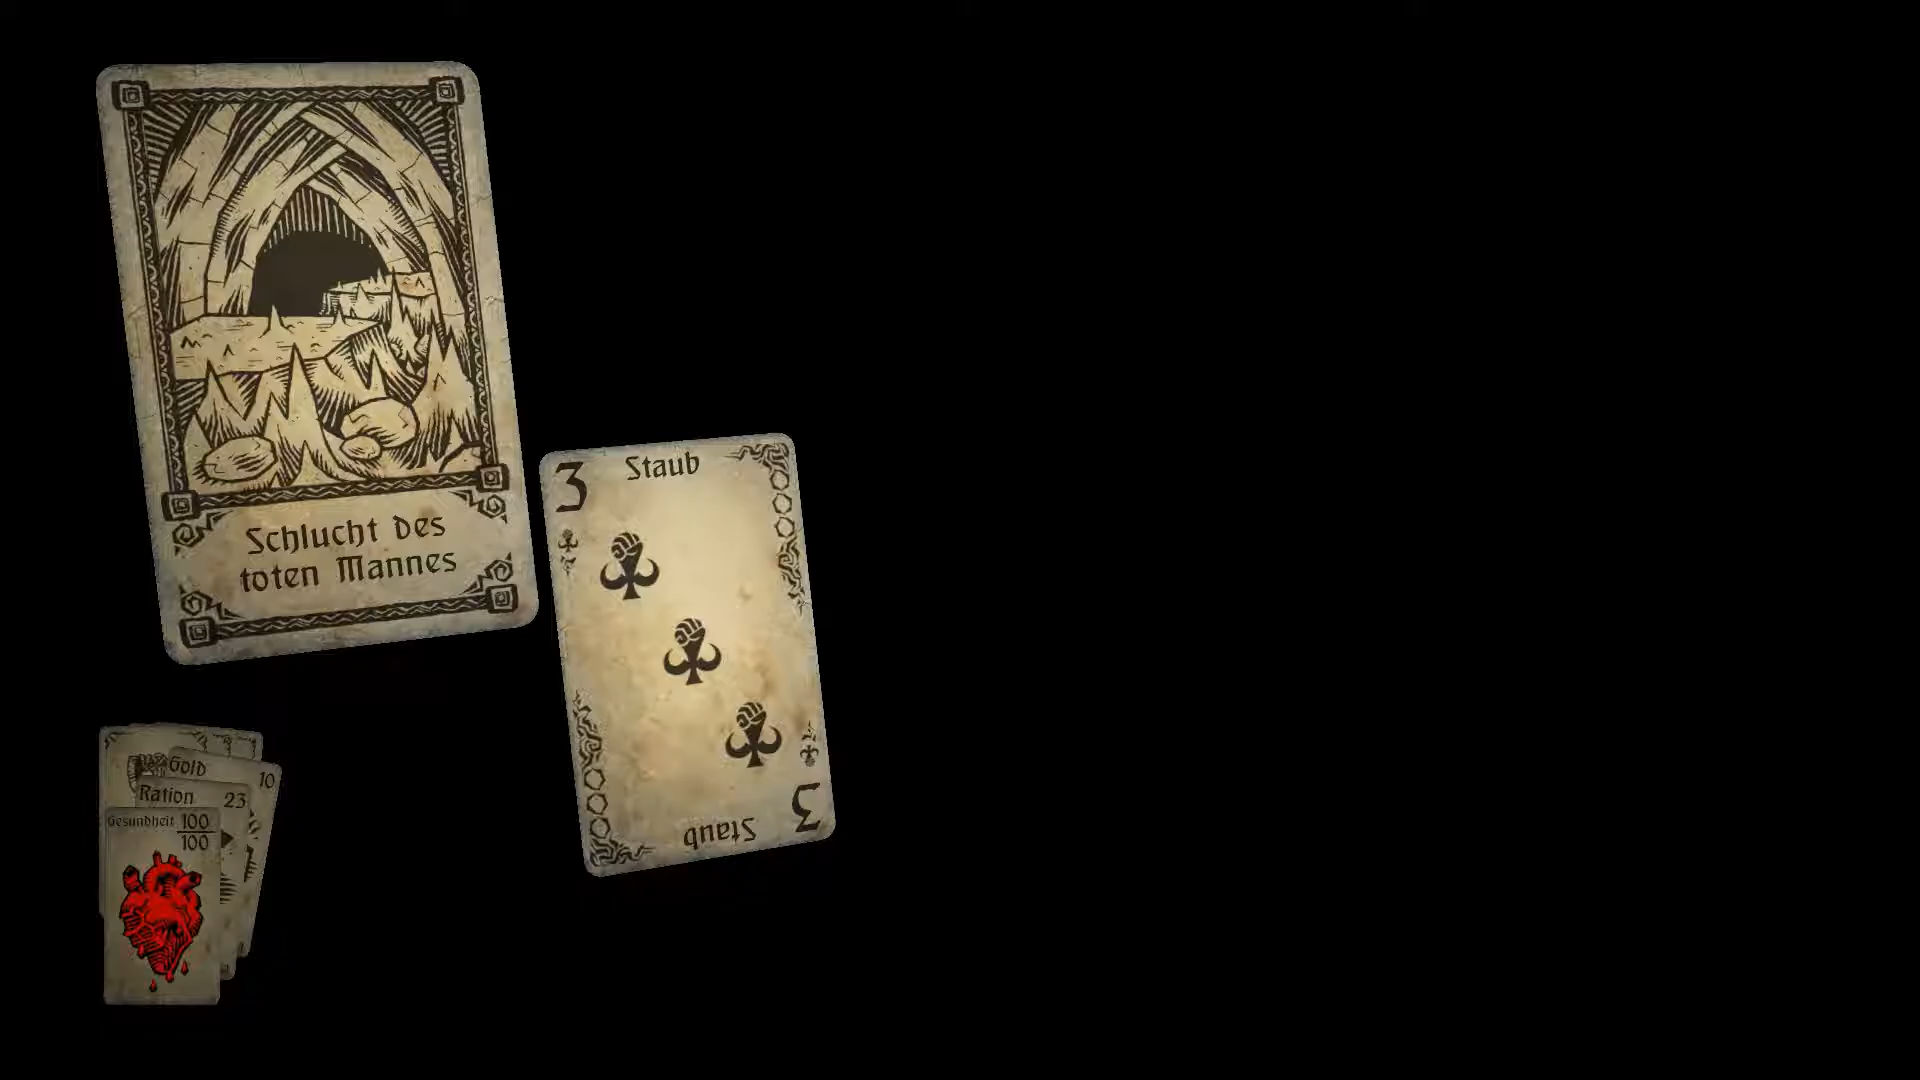 Schlucht des
toten Mannes
3
Staub
3
Staub
Gold 10
Ration 23
Gesundheit 100
100